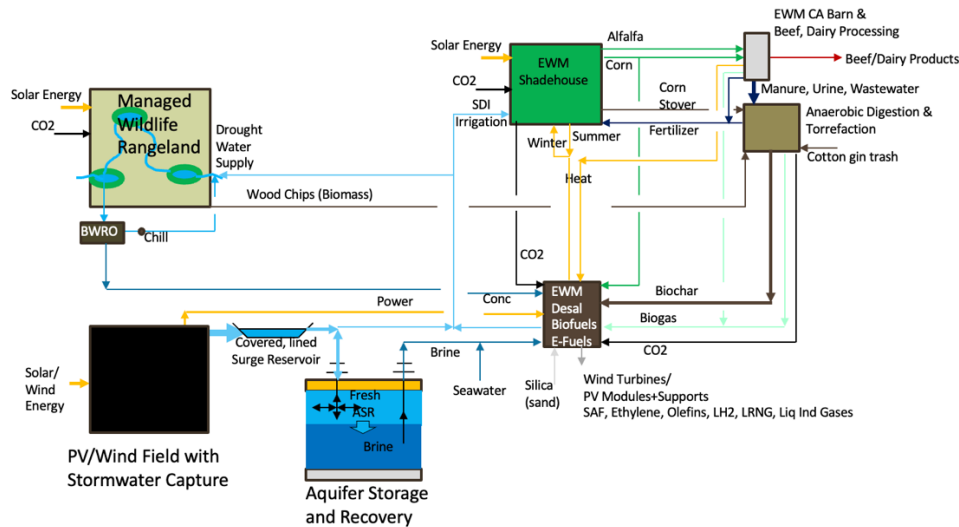 EWM CA Barn &
Beef, Dairy Processing
Alfalfa
Solar Energy
EWM
Shadehouse
Corn
Beef/Dairy Products
CO2
Manure, Urine, Wastewater
Solar Energy
Managed
Wildlife
Rangeland
CO2
SDI
Irrigation
Corn
Stover
Anaerobic Digestion &
Torrefaction
Drought
Water
Supply
Fertilizer
Winter
Summer
Cotton gin trash
Heat
Wood Chips (Biomass)
BWRO
Chill
CO2
Biochar
Power
Conc
EWM
Desal
Biofuels
E-Fuels
Biogas
Covered, lined
Surge Reservoir
Brine
CO2
Seawater
Silica
(sand)
Wind Turbines/
PV Modules+Supports
SAF, Ethylene, Olefins, LH2, LRNG, Liq Ind Gases
Solar/
Wind
Energy
Fresh
ASR
Brine
PV/Wind Field with
Stormwater Capture
Aquifer Storage
and Recovery